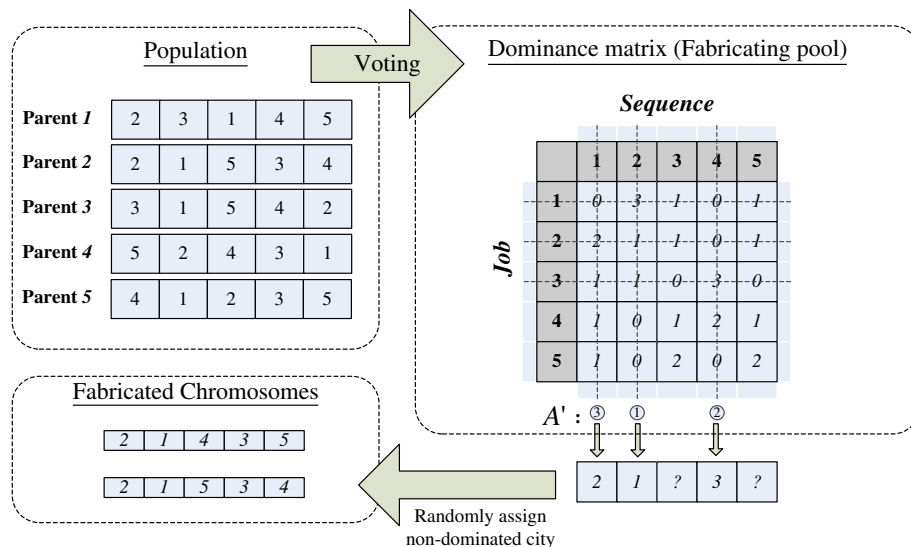 Population
Parent 1 2 3 1 4 5
Parent 2 2 1 5 3 4
Parent 3 3 1 5 4 2
Parent 4 5 2 4 3 1
Parent 5 4 1 2 3 5
Voting
Dominance matrix (Fabricating pool)
Sequence
1 2 3 4 5
Job
1 0 3 1 0 1
2 2 1 1 0 1
3 1 1 0 3 0
4 1 0 1 2 1
5 1 0 2 0 2
A' : ③ ① ②
2 1 ? 3 ?
Randomly assign
non-dominated city
Fabricated Chromosomes
2 1 4 3 5
2 1 5 3 4